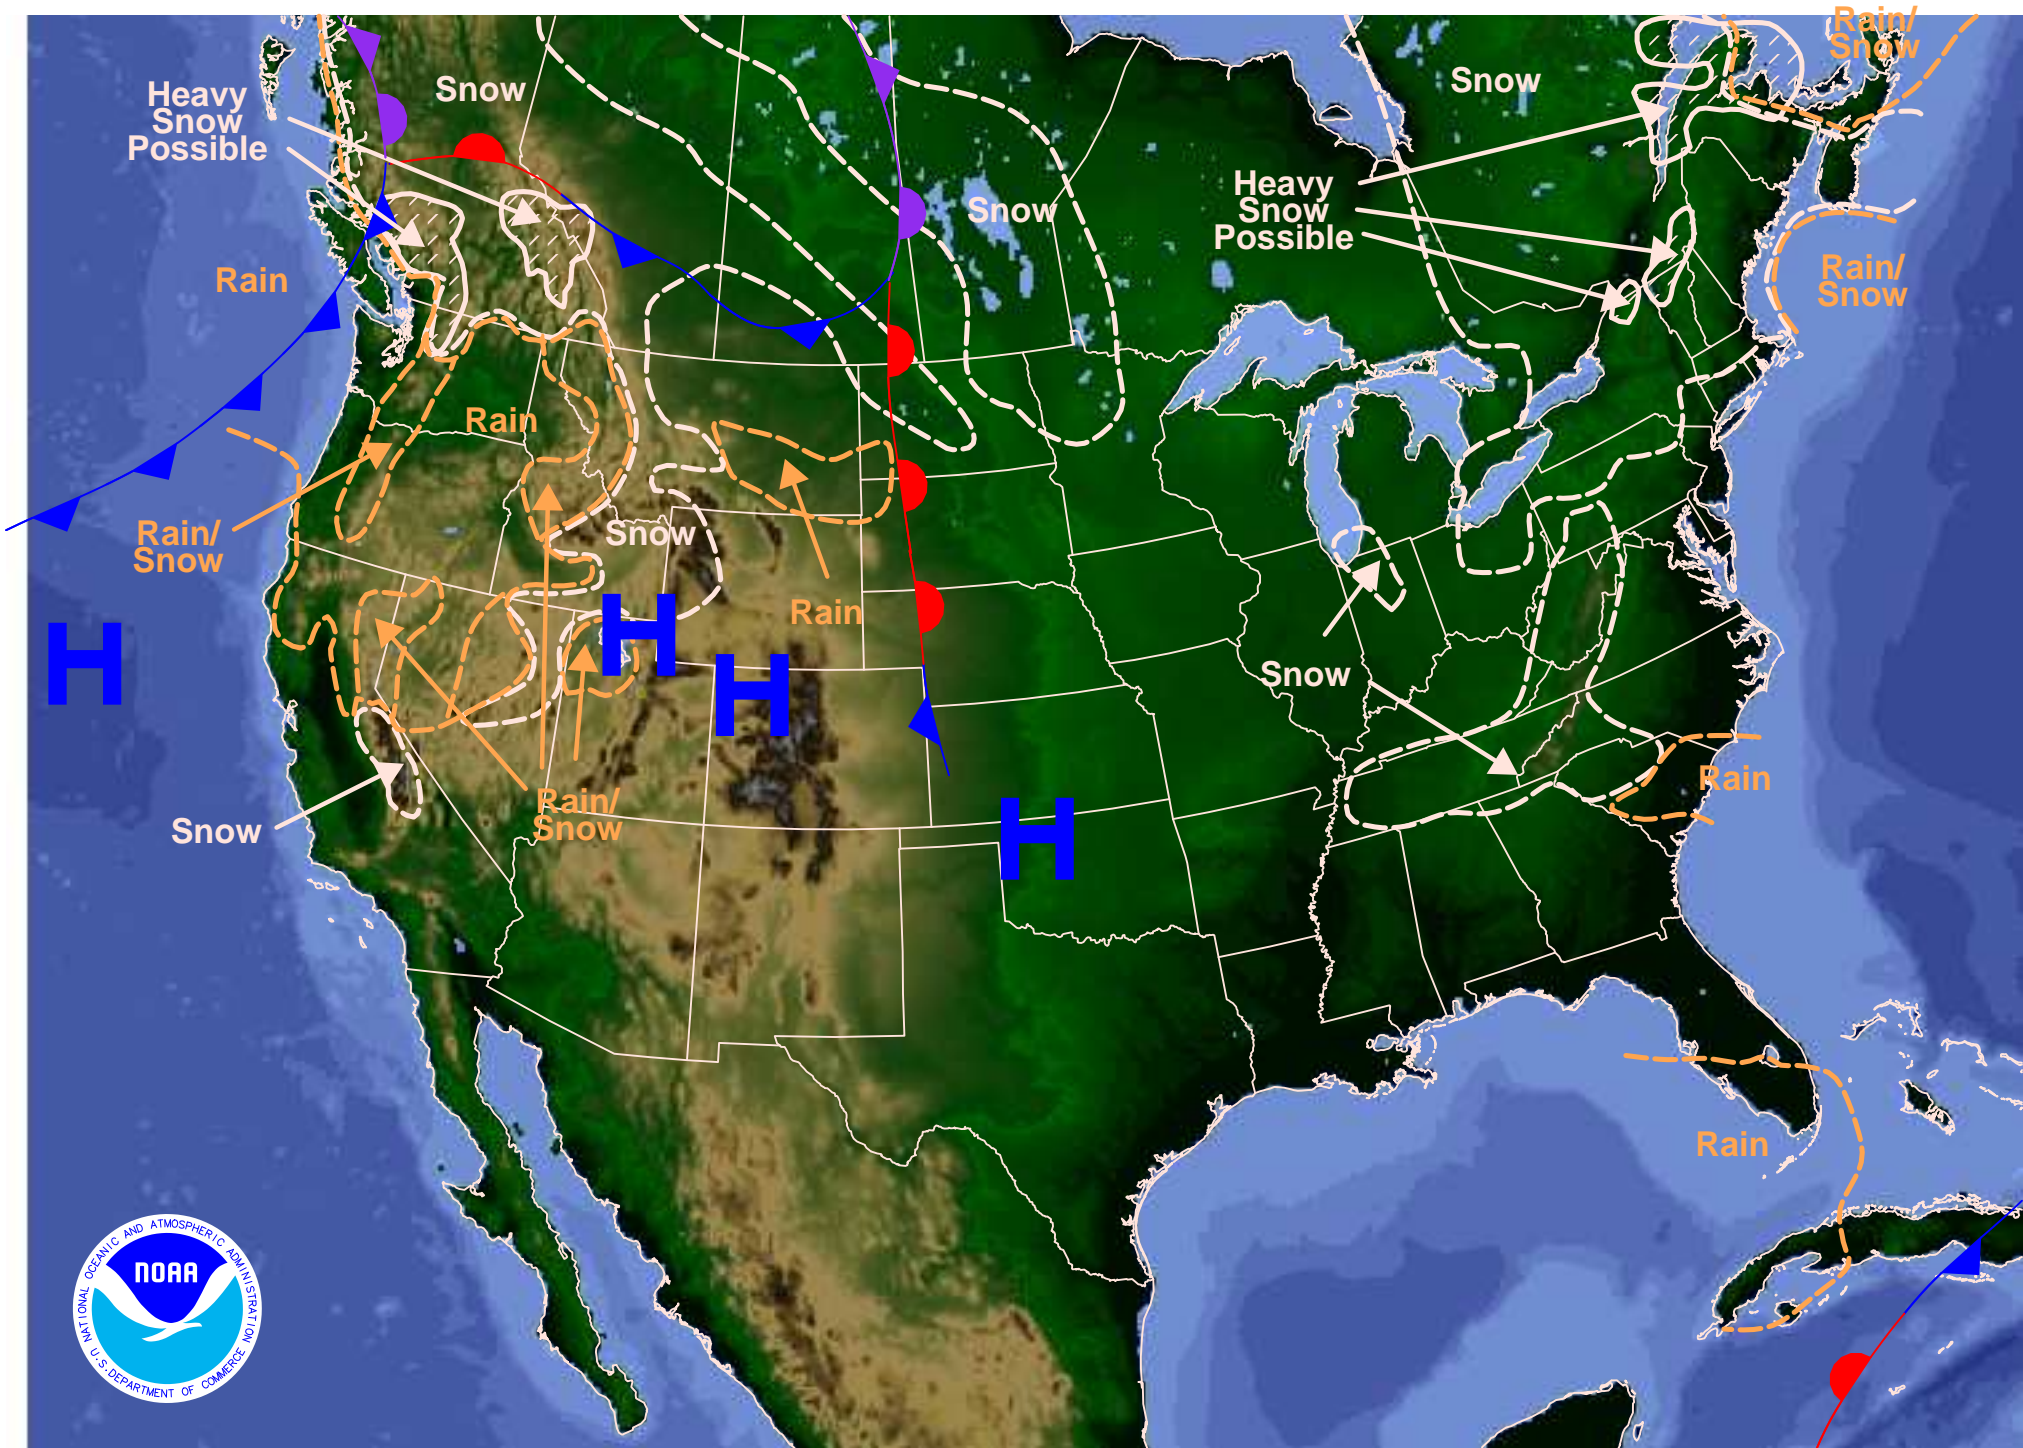 Rain/
Snow
Heavy
Snow
Possible
Snow
Snow
Heavy
Snow
Possible
Snow
Rain
Rain/
Snow
Rain
Rain/
Snow
Snow
Rain
H
H
H
Snow
Rain
Snow
Rain/
Snow
H
Rain
NATIONAL OCEANIC AND ATMOSPHERIC ADMINISTRATION
NOAA
U.S. DEPARTMENT OF COMMERCE